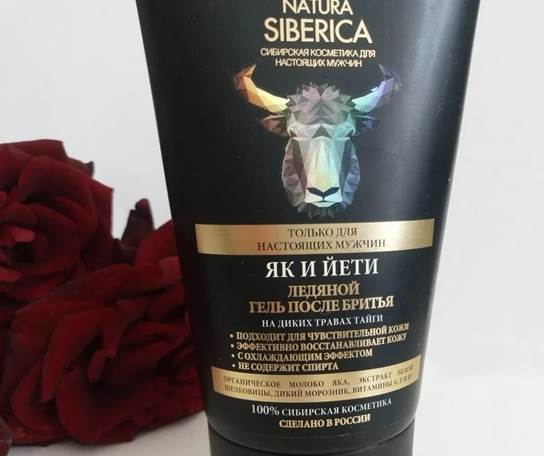 NATURA
SIBERICA
СИБИРСКАЯ КОСМЕТИКА ДЛЯ
НАСТОЯЩИХ МУЖЧИН
ТОЛЬКО ДЛЯ
НАСТОЯЩИХ МУЖЧИН
ЯК И ЙЕТИ
ЛЕДЯНОЙ
ГЕЛЬ ПОСЛЕ БРИТЬЯ
НА ДИКИХ ТРАВАХ ТАЙГИ
• ПОДХОДИТ ДЛЯ ЧУВСТВИТЕЛЬНОЙ КОЖИ
• ЭФФЕКТИВНО ВОССТАНАВЛИВАЕТ КОЖУ
• С ОХЛАЖДАЮЩИМ ЭФФЕКТОМ
• НЕ СОДЕРЖИТ СПИРТА
ОРГАНИЧЕСКОЕ МОЛОКО ЯКА, ЭКСТРАКТ БЕЛОЙ
ШЕЛКОВИЦЫ, ДИКИЙ МОРОЗНИК, ВИТАМИНЫ А, Е И
100% СИБИРСКАЯ КОСМЕТИКА
СДЕЛАНО В РОССИИ